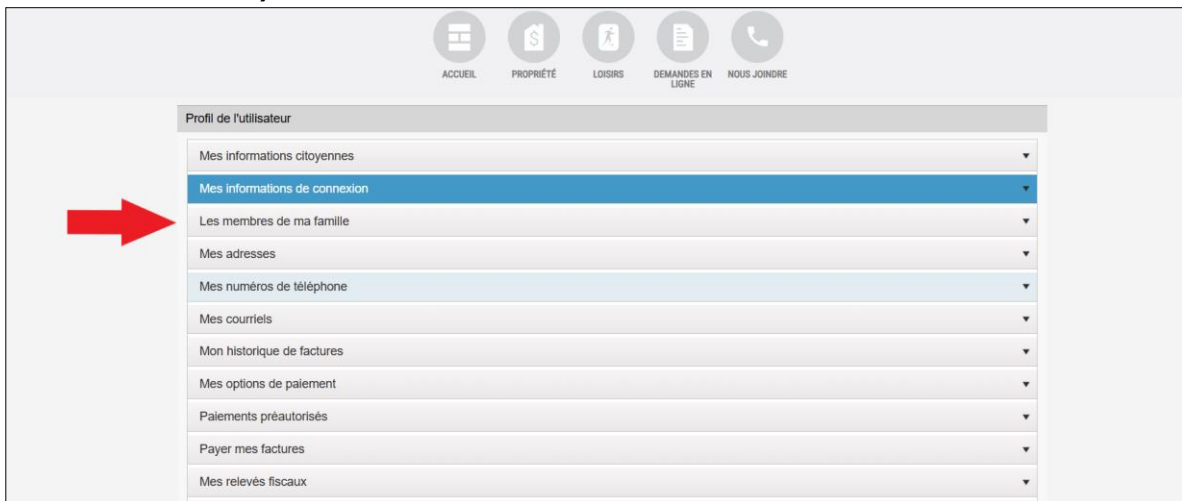 ACCUEIL
PROPRIÉTÉ
LOISIRS
DEMANDES EN
LIGNE
NOUS JOINDRE
Profil de l'utilisateur
Mes informations citoyennes
Mes informations de connexion
Les membres de ma famille
Mes adresses
Mes numéros de téléphone
Mes courriels
Mon historique de factures
Mes options de paiement
Paiements préautorisés
Payer mes factures
Mes relevés fiscaux